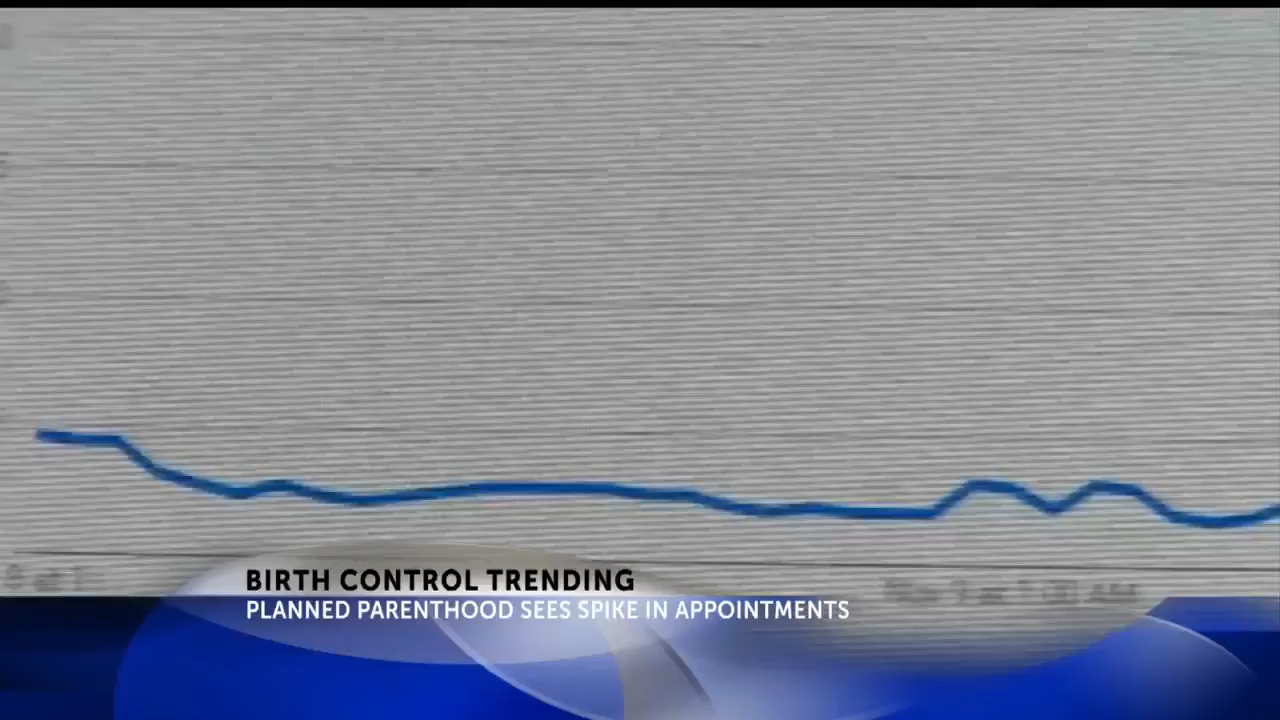 BIRTH CONTROL TRENDING
PLANNED PARENTHOOD SEES SPIKE IN APPOINTMENTS